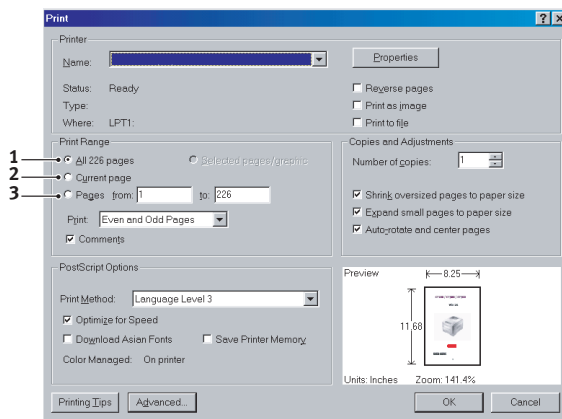 Print
Printer
Name:
Properties
Status: Ready
Reverse pages
Type:
Print as image
Where: LPT1:
Print to file
Print Range
Copies and Adjustments
1
All 226 pages
Selected pages/graphic
Number of copies: 1
2
Current page
3
Pages from: 1 to: 226
Shrink oversized pages to paper size
Print: Even and Odd Pages
Expand small pages to paper size
Comments
Auto-rotate and center pages
PostScript Options
Preview
8.25
Print Method: Language Level 3
Optimize for Speed
11.68
Download Asian Fonts
Save Printer Memory
Color Managed: On printer
Units: Inches Zoom: 141.4%
Printing Tips
Advanced...
OK
Cancel